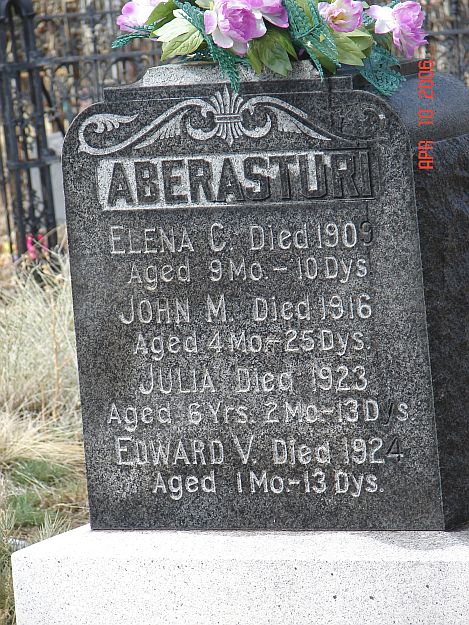 ABERASTURI
ELENA C. Died 1909
Aged 9 Mo. - 10 Dys
JOHN M. Died 1916
Aged 4 Mo. - 25 Dys.
JULIA Died 1923
Aged 6 Yrs. 2 Mo - 13 Dys
EDWARD V. Died 1924
Aged 1 Mo. - 13 Dys.
APR 10 2006